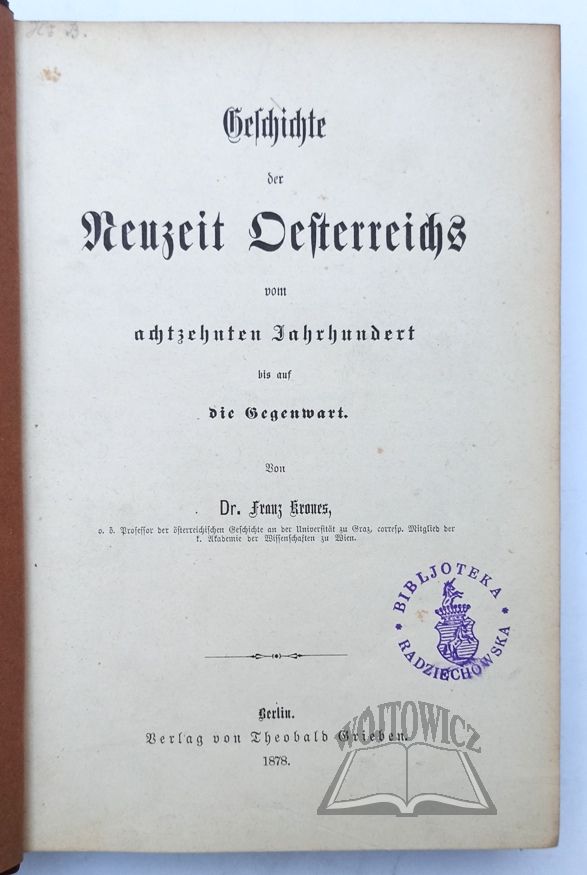 Geschichte
der
Neuzeit Oesterreichs
vom
achtzehnten Jahrhundert
bis auf
die Gegenwart.
Von
Dr. Franz Krones,
o. ö. Professor der österreichischen Geschichte an der Universität zu Graz, corresp. Mitglied der
k. Akademie der Wissenschaften zu Wien.
* BIBLJOTEKA *
RADZIECHOWSKA
Berlin.
Verlag von Theobald Grieben.
1878.
WÓJTOWICZ